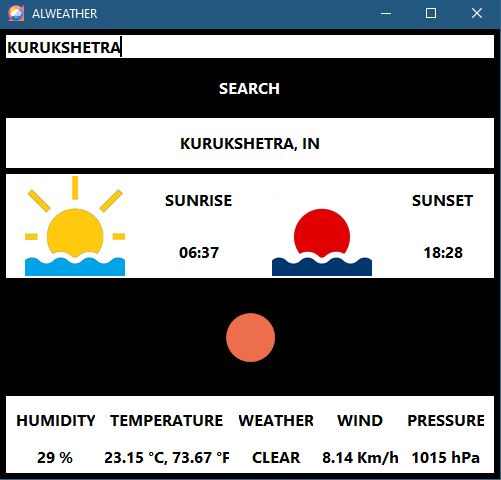 ALWEATHER
KURUKSHETRA
SEARCH
KURUKSHETRA, IN
SUNRISE
06:37
SUNSET
18:28
HUMIDITY TEMPERATURE WEATHER WIND PRESSURE
29 % 23.15 °C, 73.67 °F CLEAR 8.14 Km/h 1015 hPa